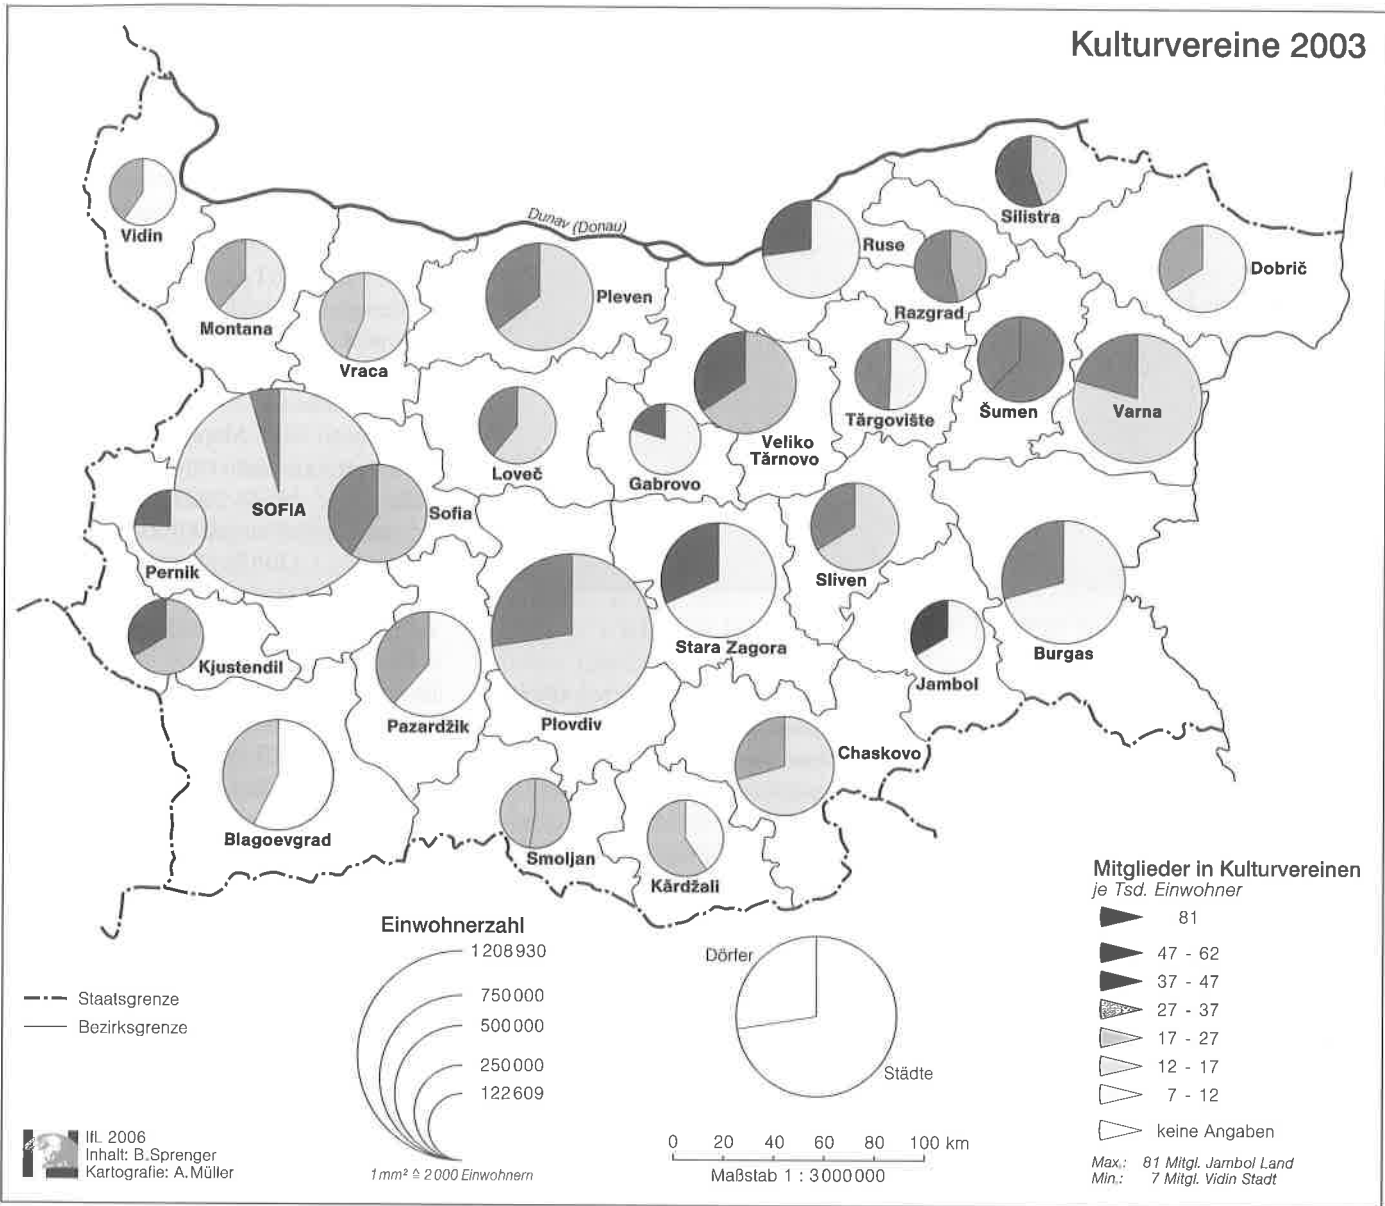 Kulturvereine 2003
Dunav (Donau)
Vidin
Montana
Vraca
Pleven
Ruse
Silistra
Razgrad
Dobrič
Loveč
Gabrovo
Veliko
Tărnovo
Tărgovište
Šumen
Varna
SOFIA
Sofia
Pernik
Kjustendil
Sliven
Stara Zagora
Burgas
Jambol
Pazardžik
Plovdiv
Chaskovo
Blagoevgrad
Smoljan
Kărdžali
Staatsgrenze
Bezirksgrenze
IfL 2006
Inhalt: B.Sprenger
Kartografie: A.Müller
Einwohnerzahl
1208930
750000
500000
250000
122609
1mm² ≙ 2000 Einwohnern
Dörfer
Städte
0 20 40 60 80 100 km
Maßstab 1 : 3000000
Mitglieder in Kulturvereinen
je Tsd. Einwohner
81
47 - 62
37 - 47
27 - 37
17 - 27
12 - 17
7 - 12
keine Angaben
Max.: 81 Mitgl. Jambol Land
Min.: 7 Mitgl. Vidin Stadt